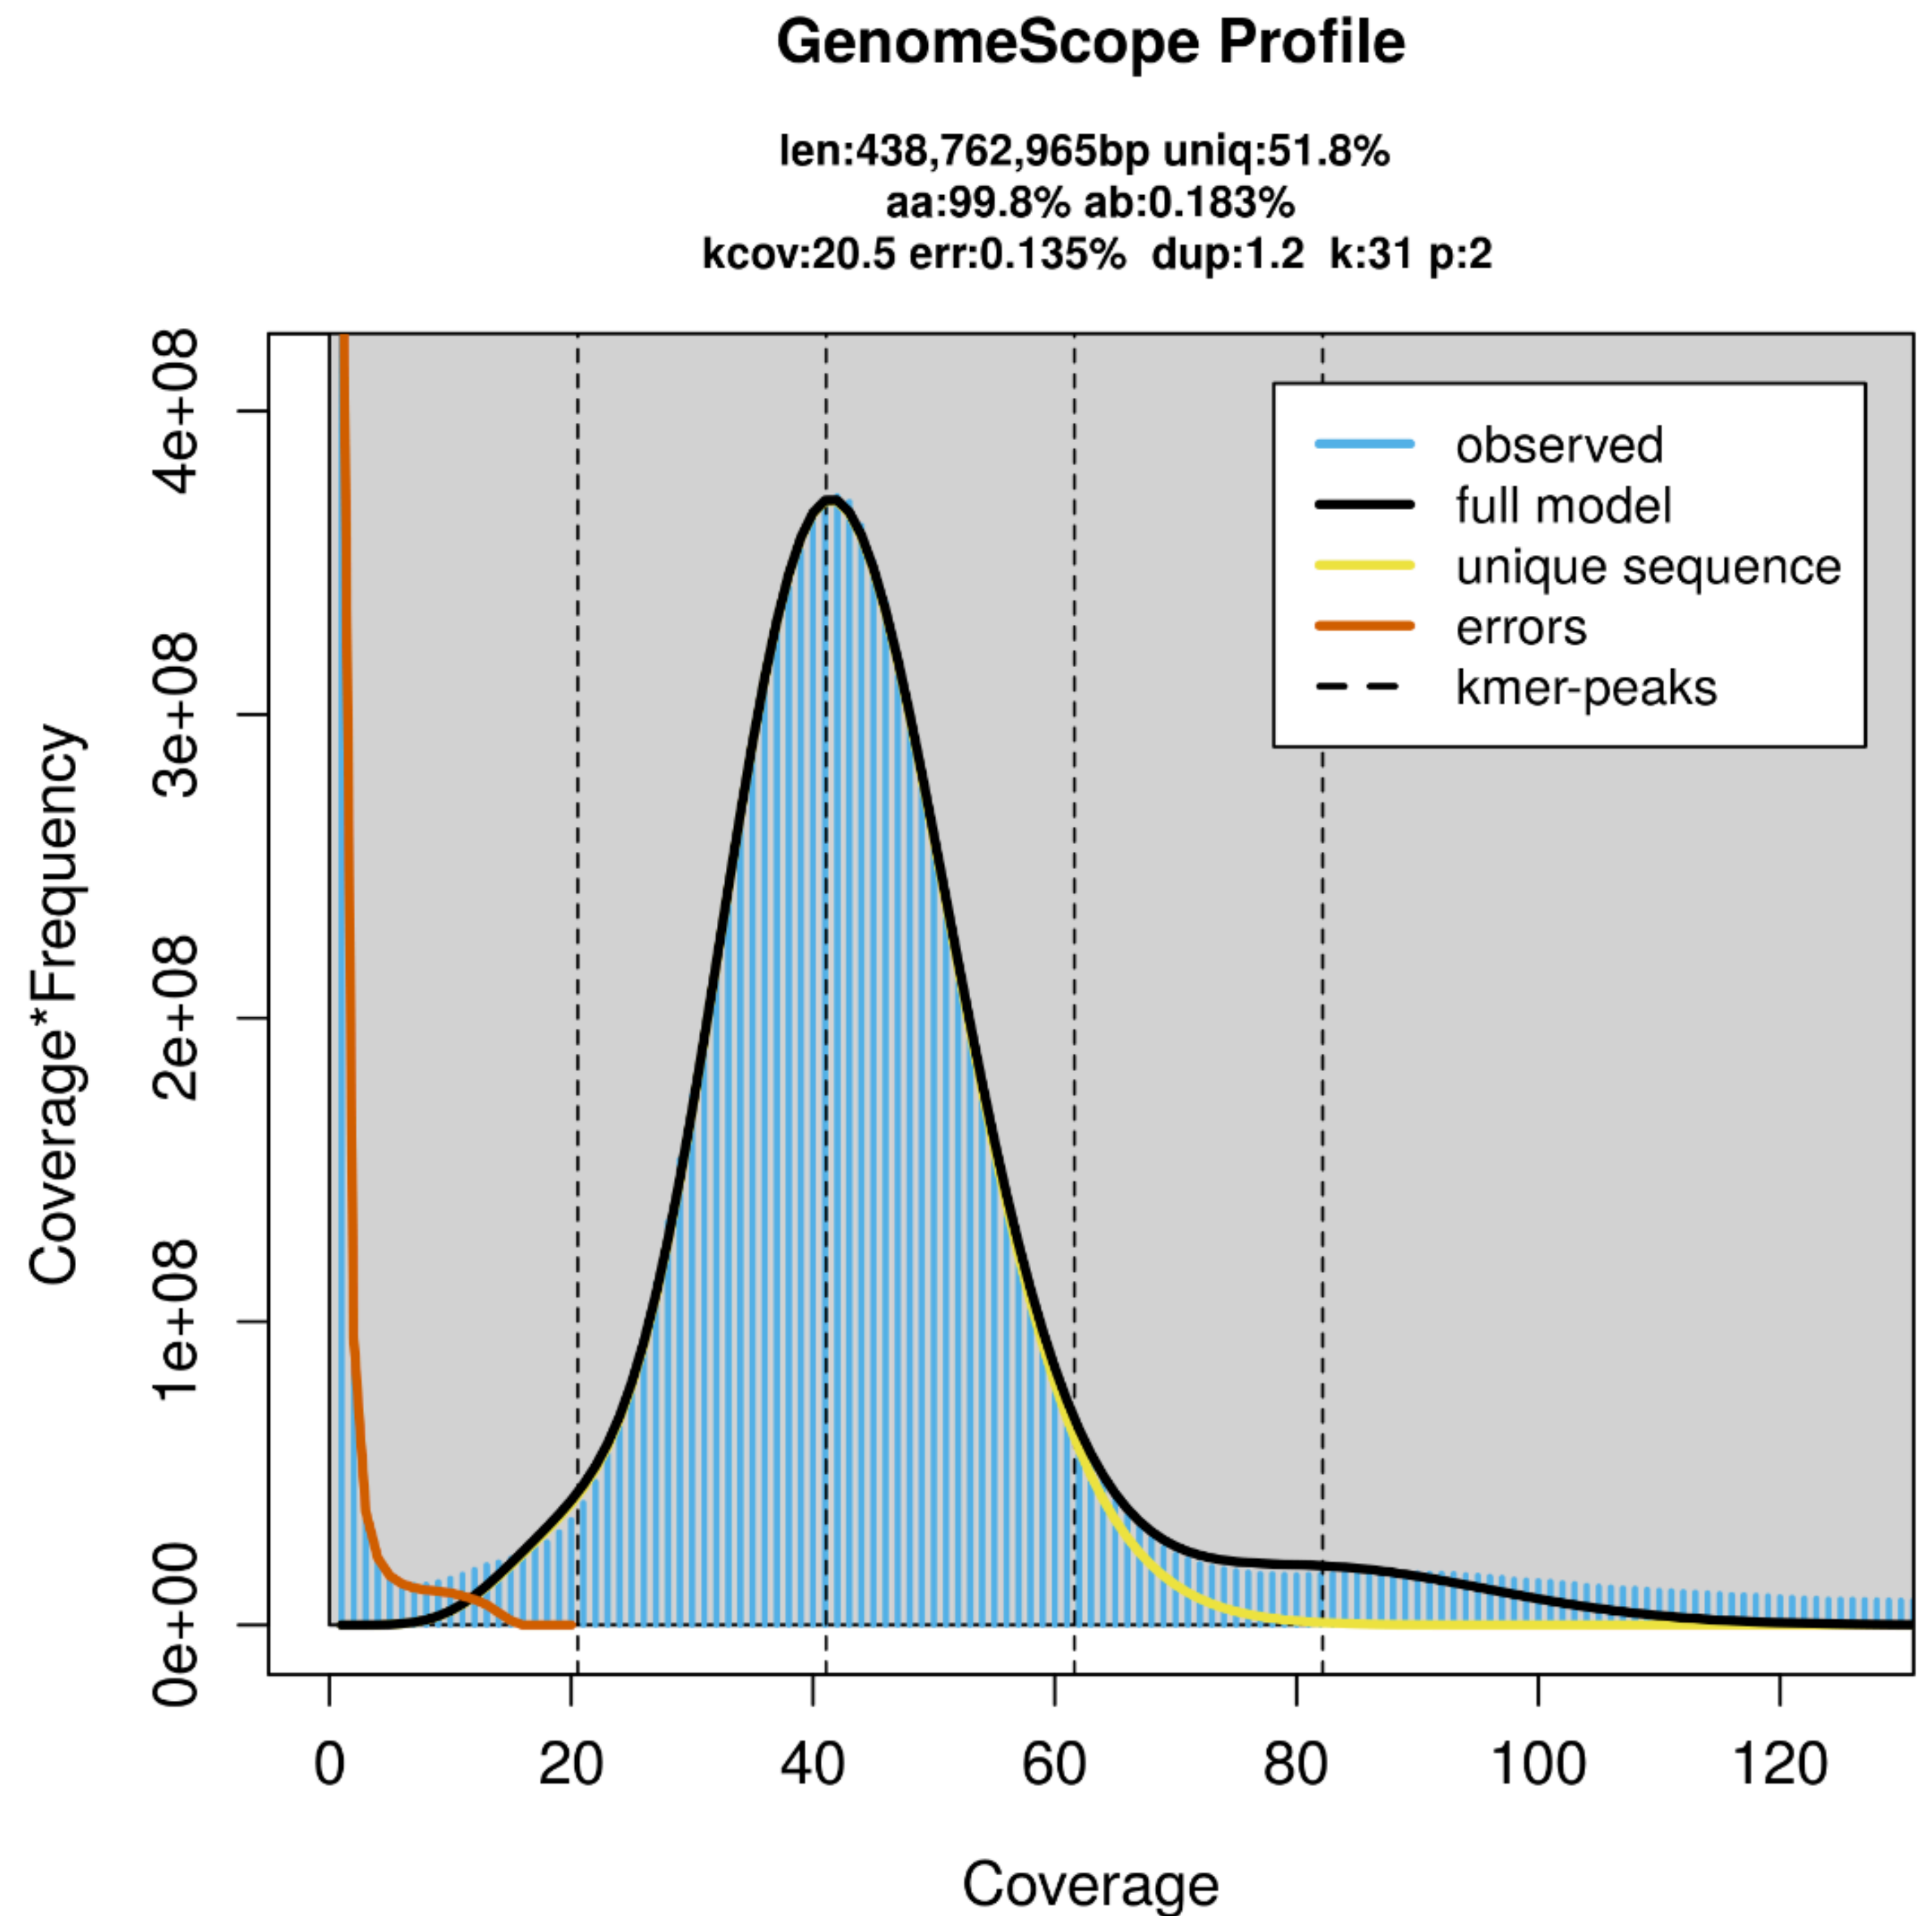 GenomeScope Profile
len:438,762,965bp uniq:51.8%
aa:99.8% ab:0.183%
kcov:20.5 err:0.135% dup:1.2 k:31 p:2
observed
full model
unique sequence
errors
kmer-peaks
Coverage*Frequency
4e+08
3e+08
2e+08
1e+08
0e+00
0 20 40 60 80 100 120
Coverage